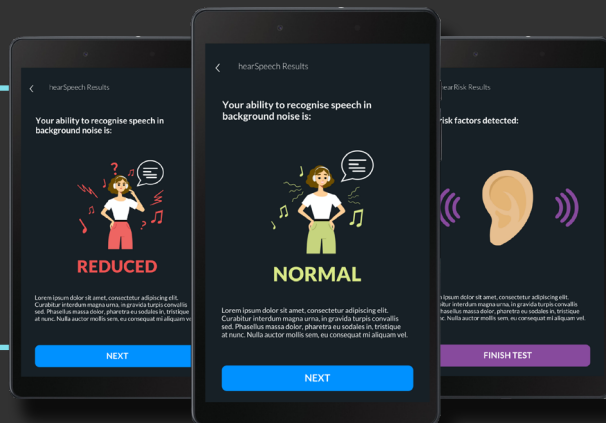 hearSpeech Results
Your ability to recognise speech in
background noise is:
REDUCED
Lorem ipsum dolor sit amet, consectetur adipiscing elit.
Curabitur interdum magna urna, in gravida turpis convallis
sed. Phasellus massa dolor, pharetra eu sodales in, tristique
at nunc. Nulla auctor mollis sem, eu consequat mi aliquam
NEXT
hearSpeech Results
Your ability to recognise speech in
background noise is:
NORMAL
Lorem ipsum dolor sit amet, consectetur adipiscing elit.
Curabitur interdum magna urna, in gravida turpis convallis
sed. Phasellus massa dolor, pharetra eu sodales in, tristique
at nunc. Nulla auctor mollis sem, eu consequat mi aliquam vel.
NEXT
hearRisk Results
risk factors detected:
ipsum dolor sit amet, consectetur adipiscing elit.
interdum magna urna, in gravida turpis convallis
Phasellus massa dolor, pharetra eu sodales in, tristique
nc. Nulla auctor mollis sem, eu consequat mi aliquam vel.
FINISH TEST